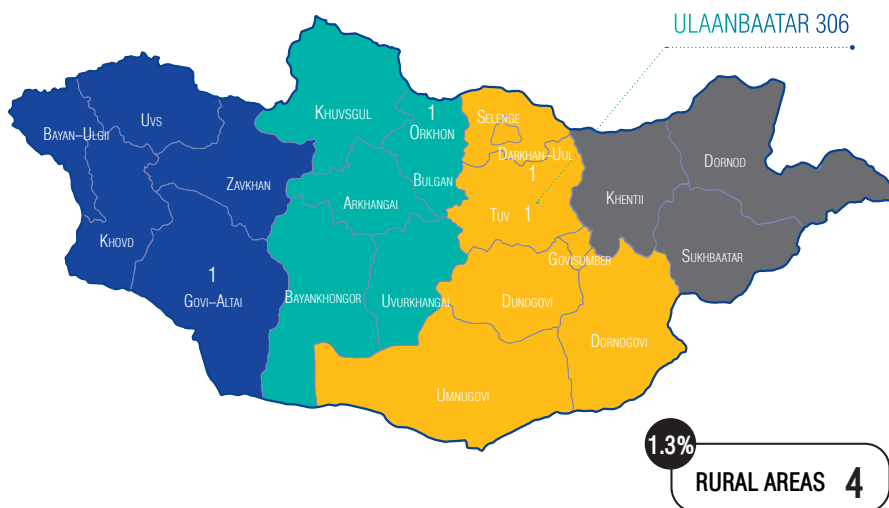 ULAANBAATAR 306
KHUVSGUL
1
ORKHON
SELENGE
UVS
BAYAN-ULGII
DARKHAN-UUL
1
DORNOD
ZAVKHAN
BULGAN
KHENTII
ARKHANGAI
TUV 1
KHOVD
GOVISUMBER
SUKHBAATAR
1
GOVI-ALTAI
BAYANKHONGOR
UVURKHANGAI
DUNDGOVI
DORNOGOVI
UMNUGOVI
1.3%
RURAL AREAS 4